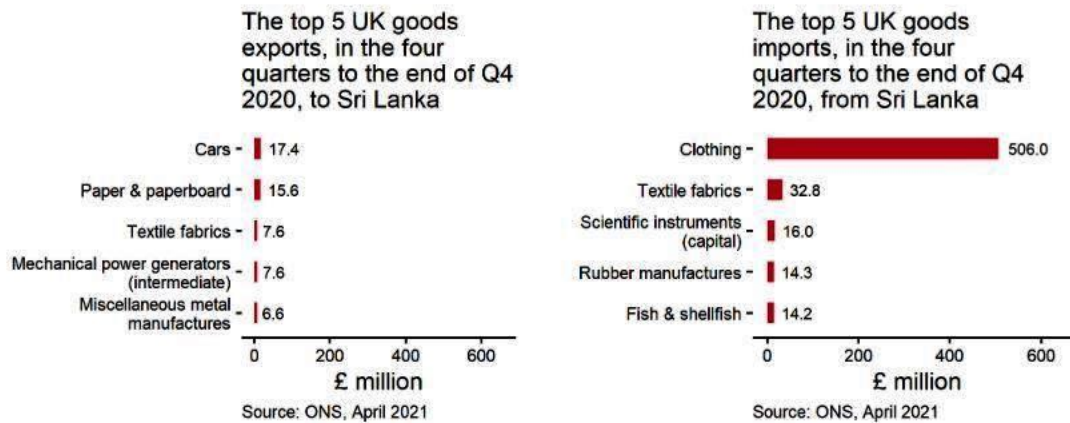 The top 5 UK goods
exports, in the four
quarters to the end of Q4
2020, to Sri Lanka
Cars
17.4
Paper & paperboard
15.6
Textile fabrics
7.6
Mechanical power generators
(intermediate)
7.6
Miscellaneous metal
manufactures
6.6
0 200 400 600
£ million
Source: ONS, April 2021
The top 5 UK goods
imports, in the four
quarters to the end of Q4
2020, from Sri Lanka
Clothing
506.0
Textile fabrics
32.8
Scientific instruments
(capital)
16.0
Rubber manufactures
14.3
Fish & shellfish
14.2
0 200 400 600
£ million
Source: ONS, April 2021